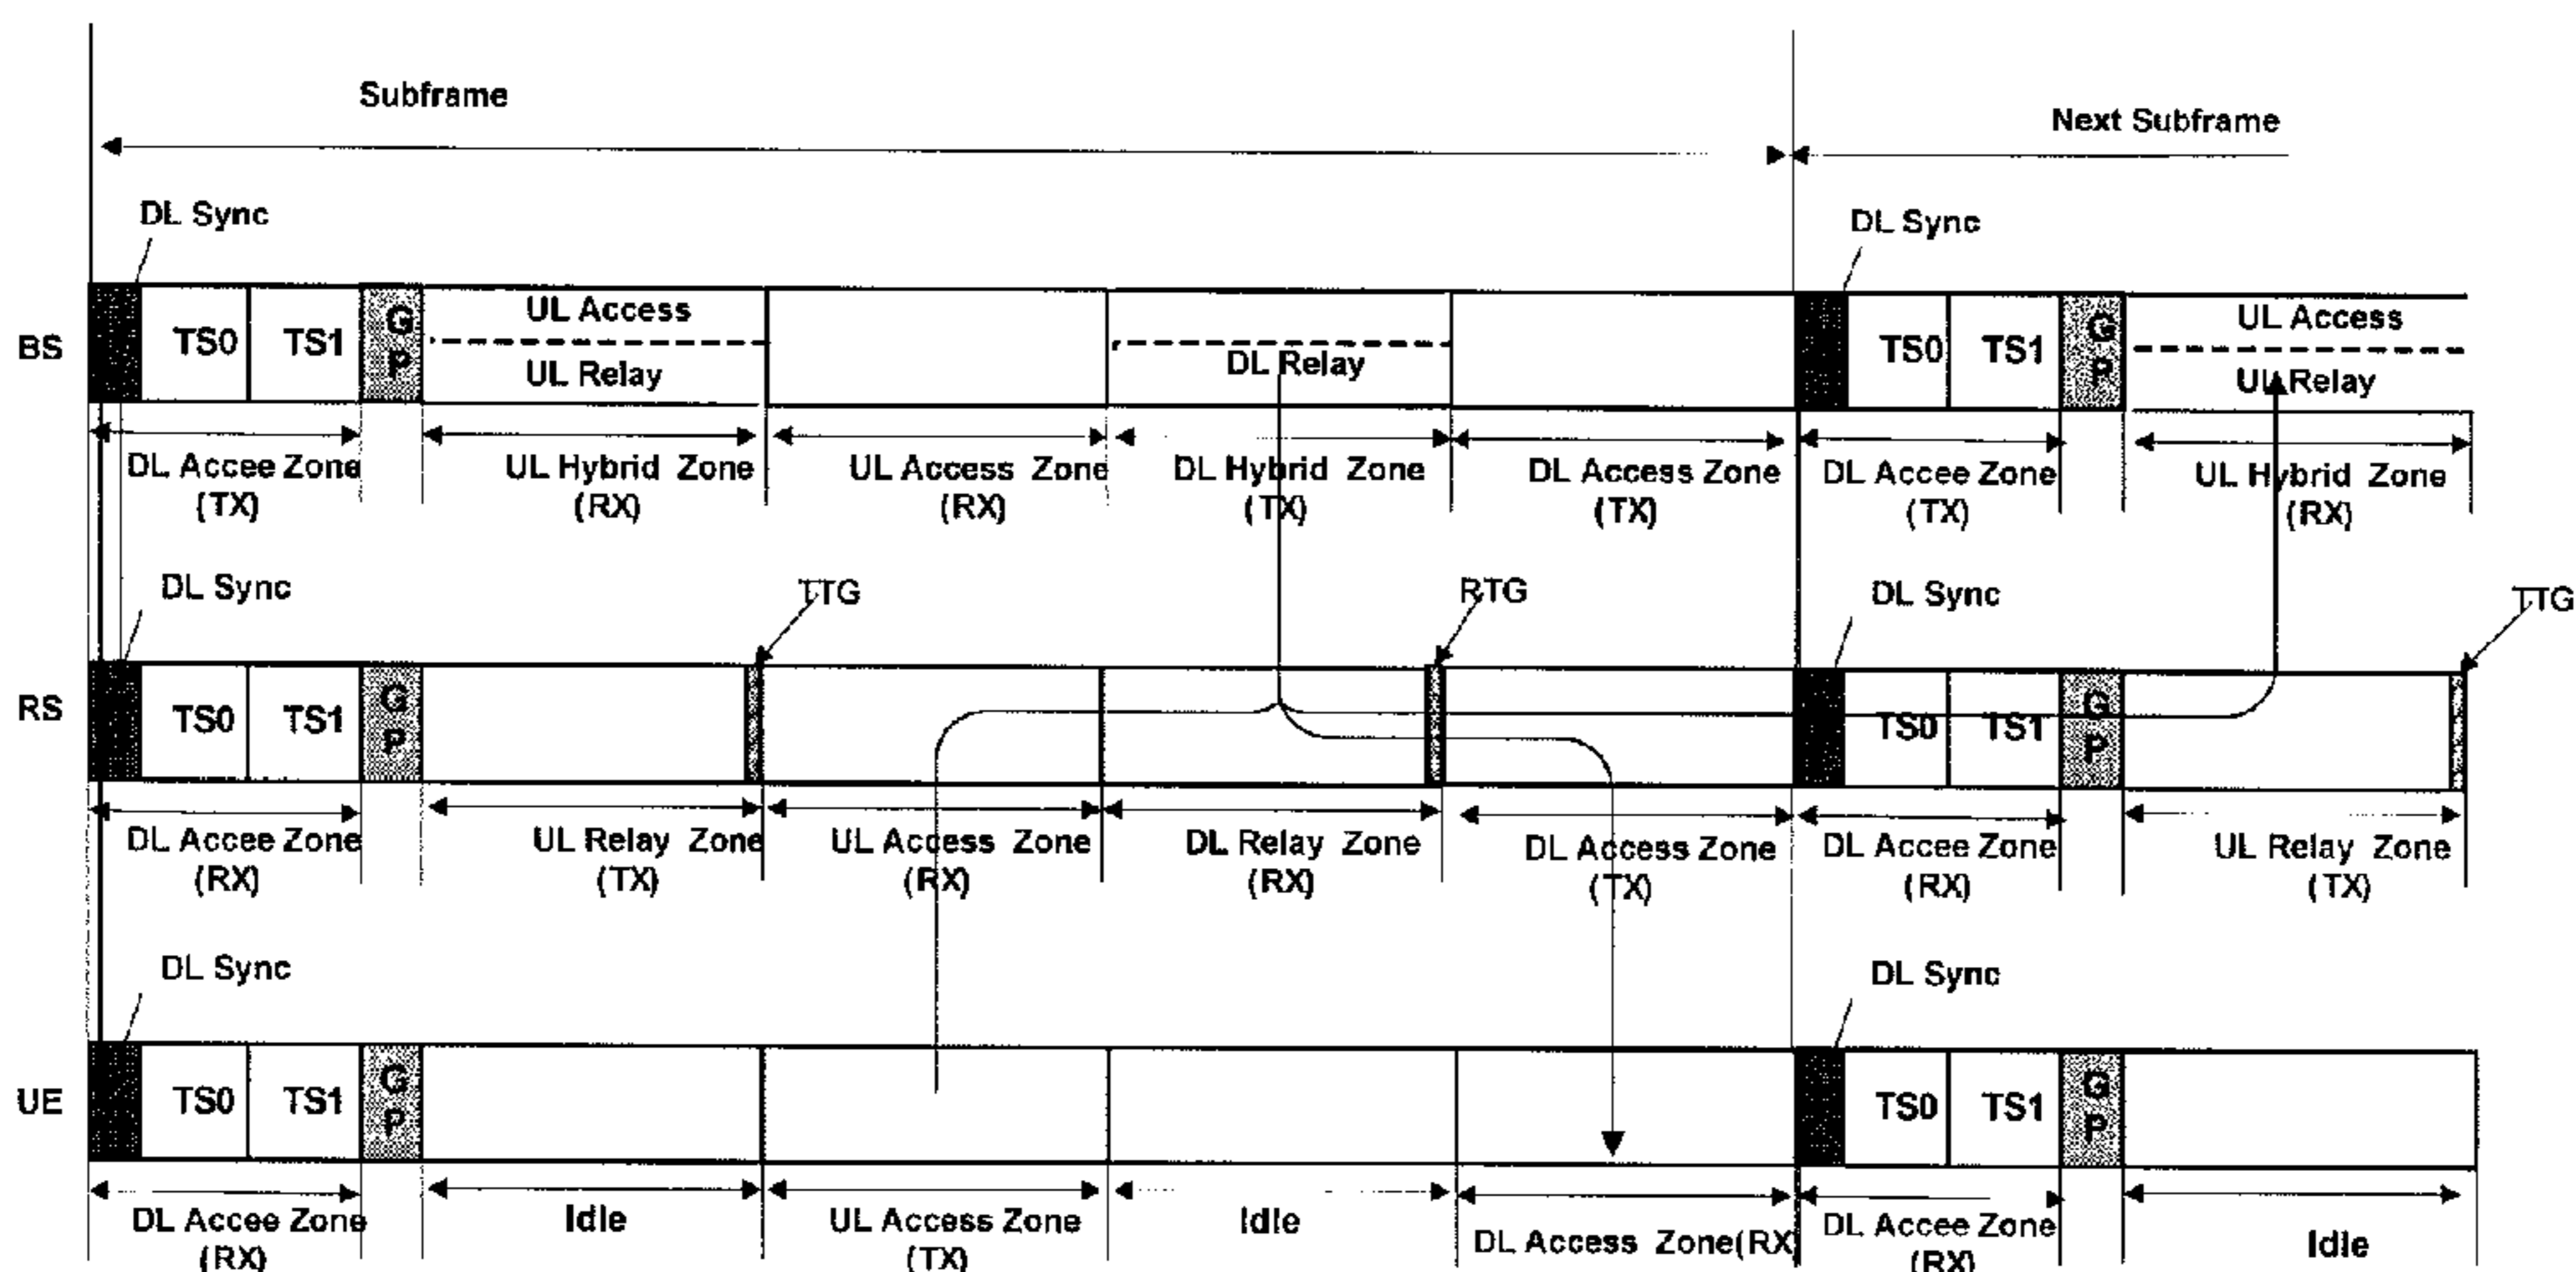 Subframe
Next Subframe
DL Sync
DL Sync
BS
TS0 TS1 G P UL Access DL Relay TS0 TS1 G P UL Access
UL Relay UL Relay
DL Accee Zone (TX)
UL Hybrid Zone (RX)
UL Access Zone (RX)
DL Hybrid Zone (TX)
DL Access Zone (TX)
DL Accee Zone (TX)
UL Hybrid Zone (RX)
DL Sync
TTG
RTG
DL Sync
TTG
RS
TS0 TS1 G P TS0 TS1 G P
DL Accee Zone (RX)
UL Relay Zone (TX)
UL Access Zone (RX)
DL Relay Zone (RX)
DL Access Zone (TX)
DL Accee Zone (RX)
UL Relay Zone (TX)
DL Sync
DL Sync
UE
TS0 TS1 G P TS0 TS1 G P
DL Accee Zone (RX)
Idle
UL Access Zone (TX)
Idle
DL Access Zone(RX)
DL Accee Zone (RX)
Idle